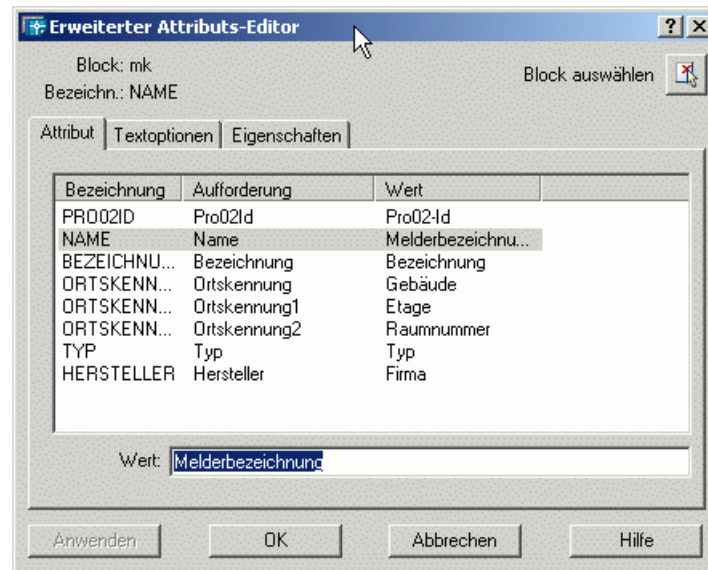 Erweiterter Attributs-Editor
Block: mk
Block auswählen
Bezeichn.: NAME
Attribut Textoptionen Eigenschaften
Bezeichnung Aufforderung Wert
PRO02ID Pro02Id Pro02-Id
NAME Name Melderbezeichnu...
BEZEICHNU... Bezeichnung Bezeichnung
ORTSKENN... Ortskennung Gebäude
ORTSKENN... Ortskennung1 Etage
ORTSKENN... Ortskennung2 Raumnummer
TYP Typ Typ
HERSTELLER Hersteller Firma
Wert: Melderbezeichnung
Anwenden OK Abbrechen Hilfe